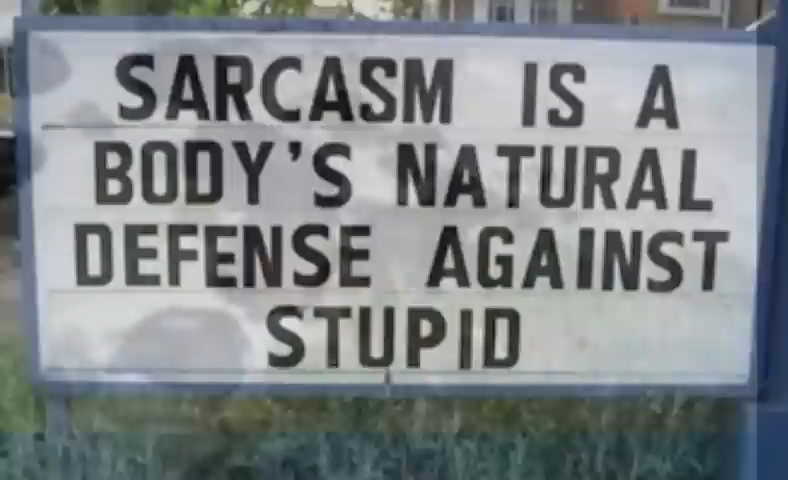 SARCASM IS A
BODY'S NATURAL
DEFENSE AGAINST
STUPID